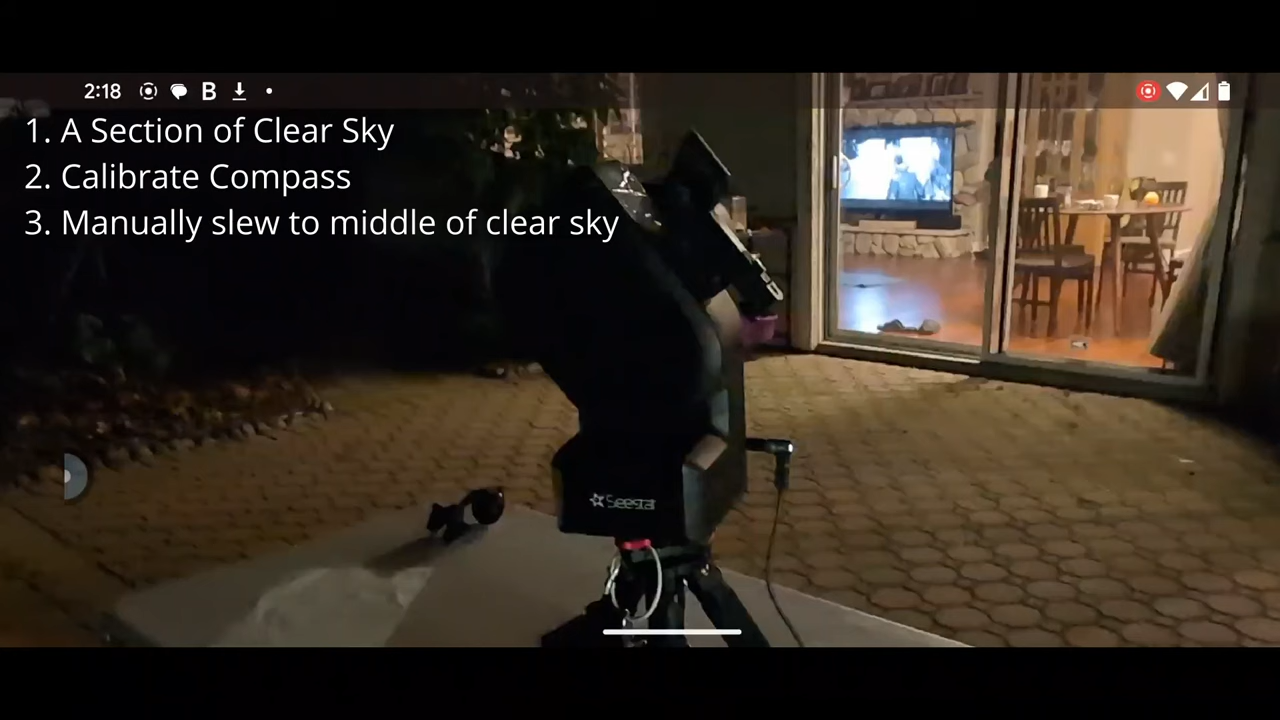 2:18 B
1. A Section of Clear Sky
2. Calibrate Compass
3. Manually slew to middle of clear sky
Seestar